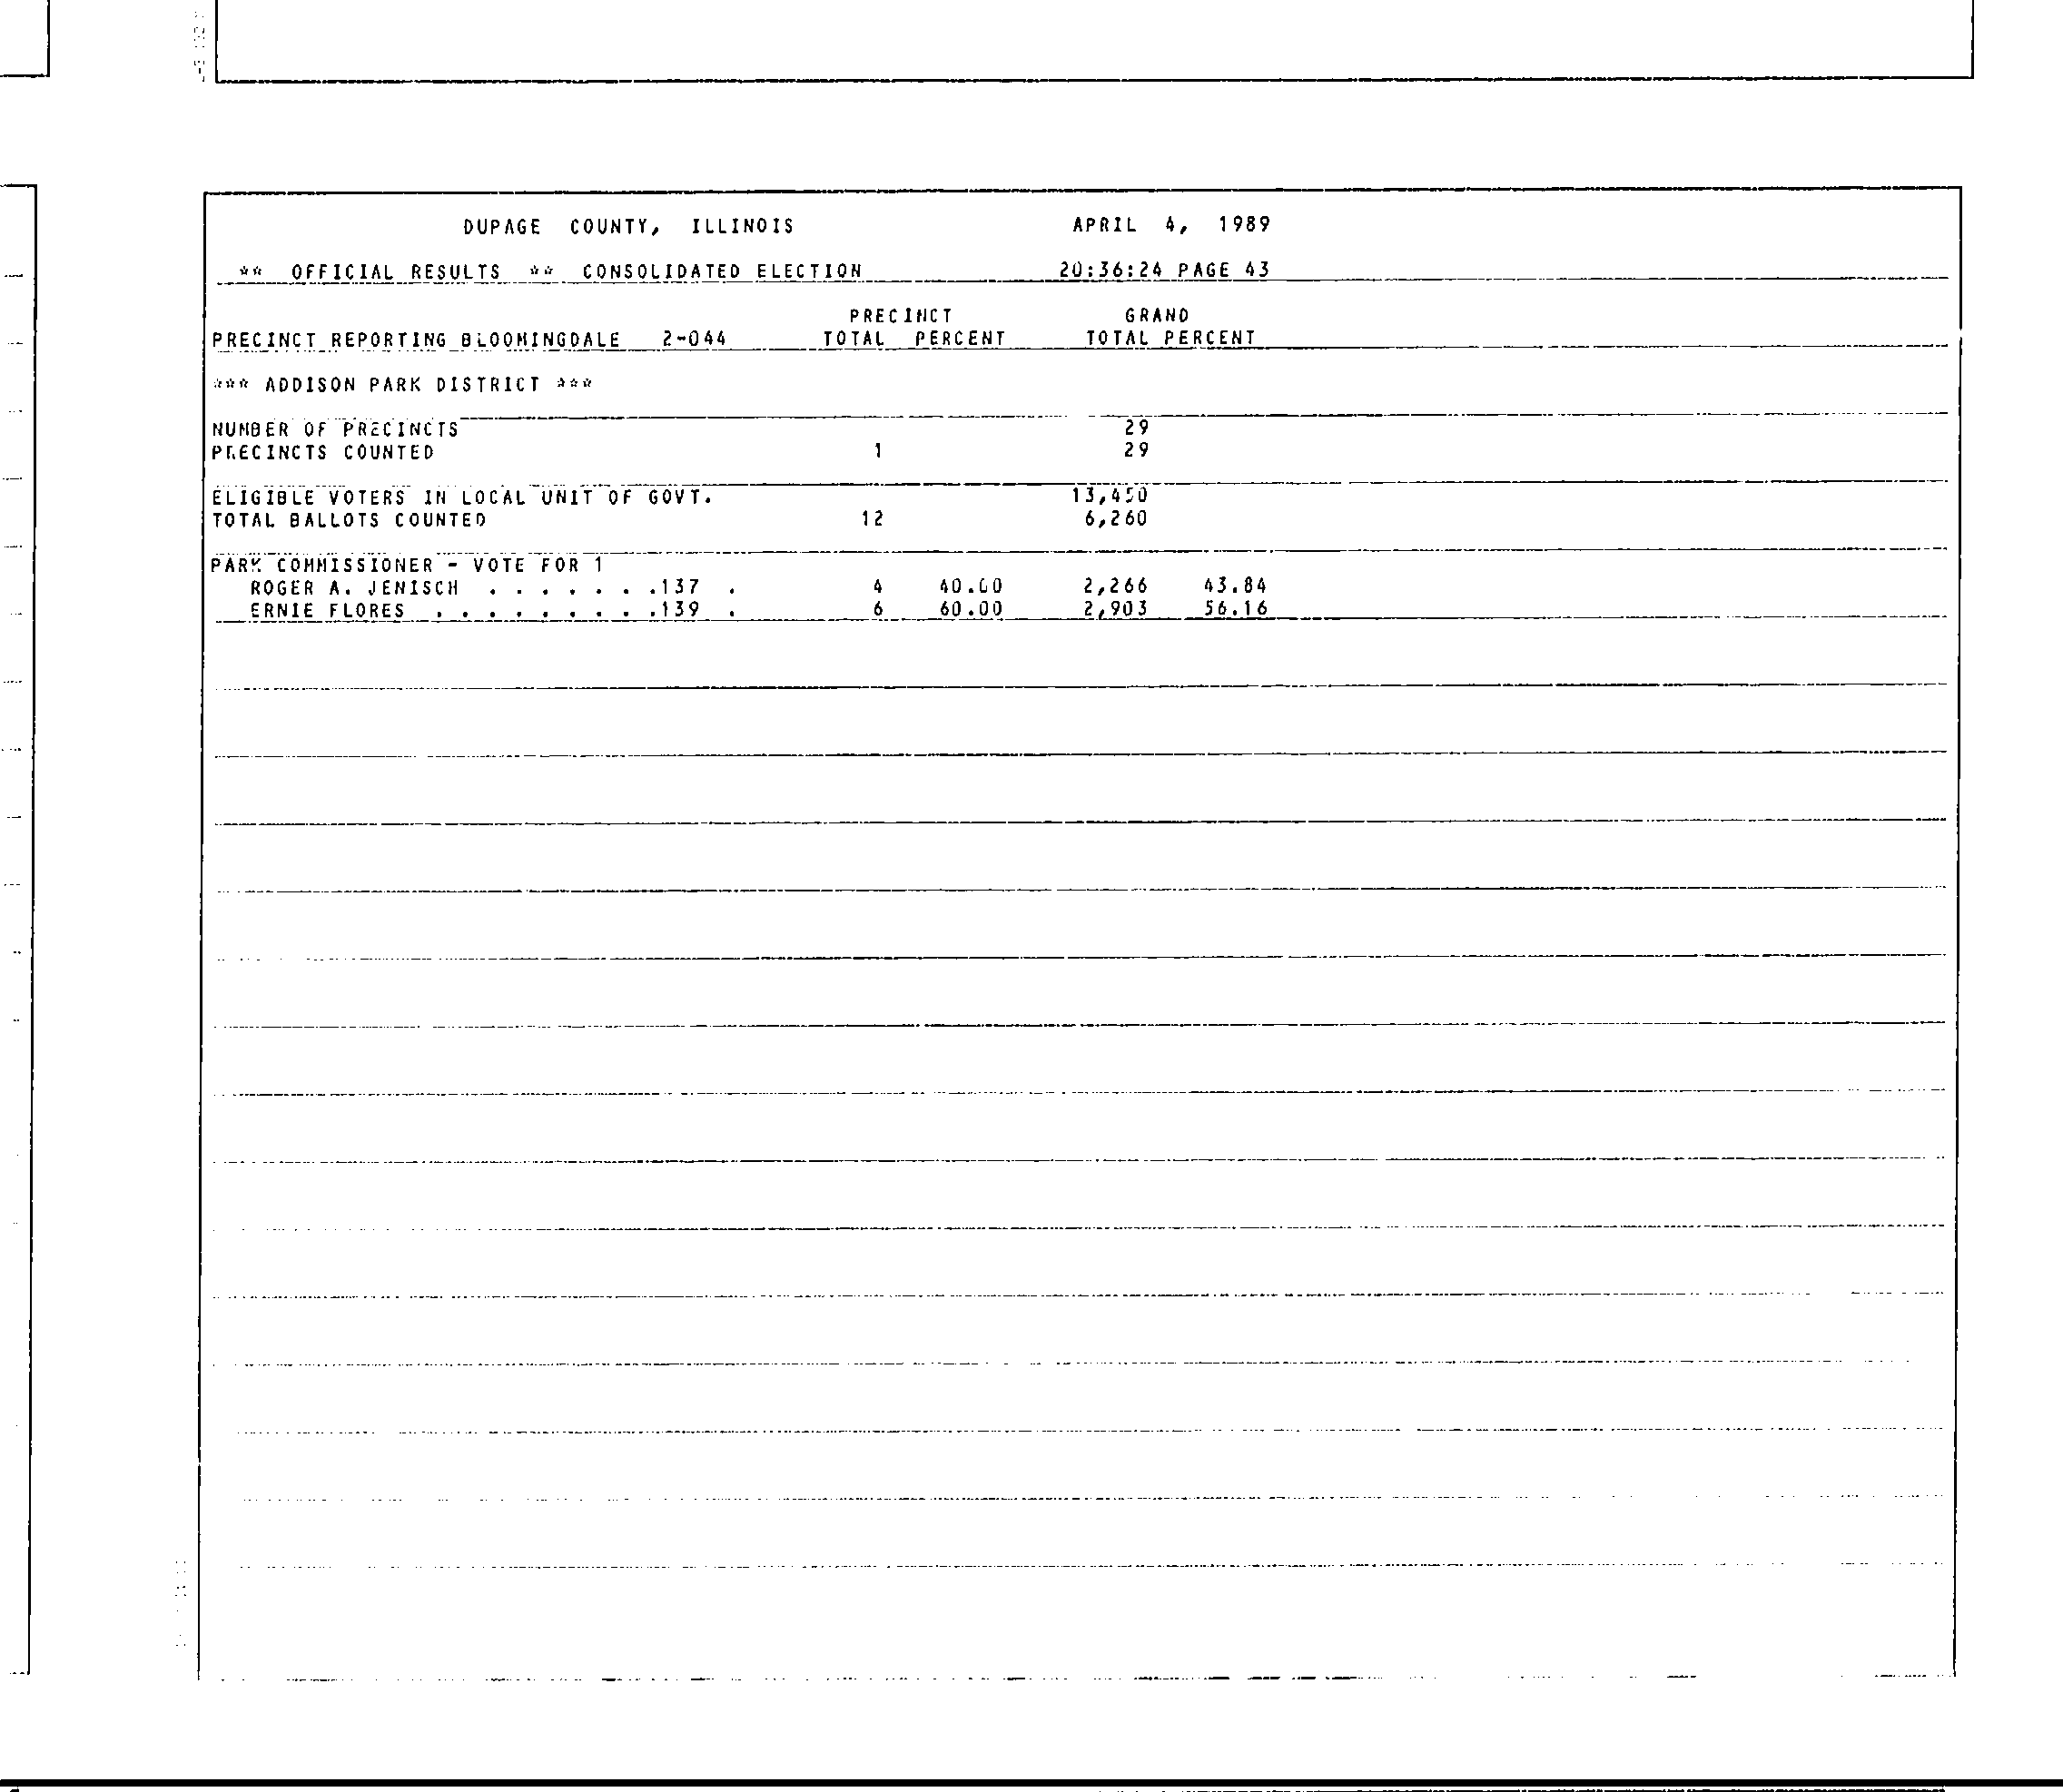 DUPAGE COUNTY, ILLINOIS APRIL 4, 1989
** OFFICIAL RESULTS ** CONSOLIDATED ELECTION 20:36:24 PAGE 43
PRECINCT GRAND
PRECINCT REPORTING BLOOMINGDALE 2-044 TOTAL PERCENT TOTAL PERCENT
*** ADDISON PARK DISTRICT ***
NUMBER OF PRECINCTS 29
PRECINCTS COUNTED 1 29
ELIGIBLE VOTERS IN LOCAL UNIT OF GOVT. 13,450
TOTAL BALLOTS COUNTED 12 6,260
PARK COMMISSIONER - VOTE FOR 1
ROGER A. JENISCH . . . . . . .137 . 4 40.00 2,266 43.84
ERNIE FLORES . . . . . . . . .139 . 6 60.00 2,903 56.16